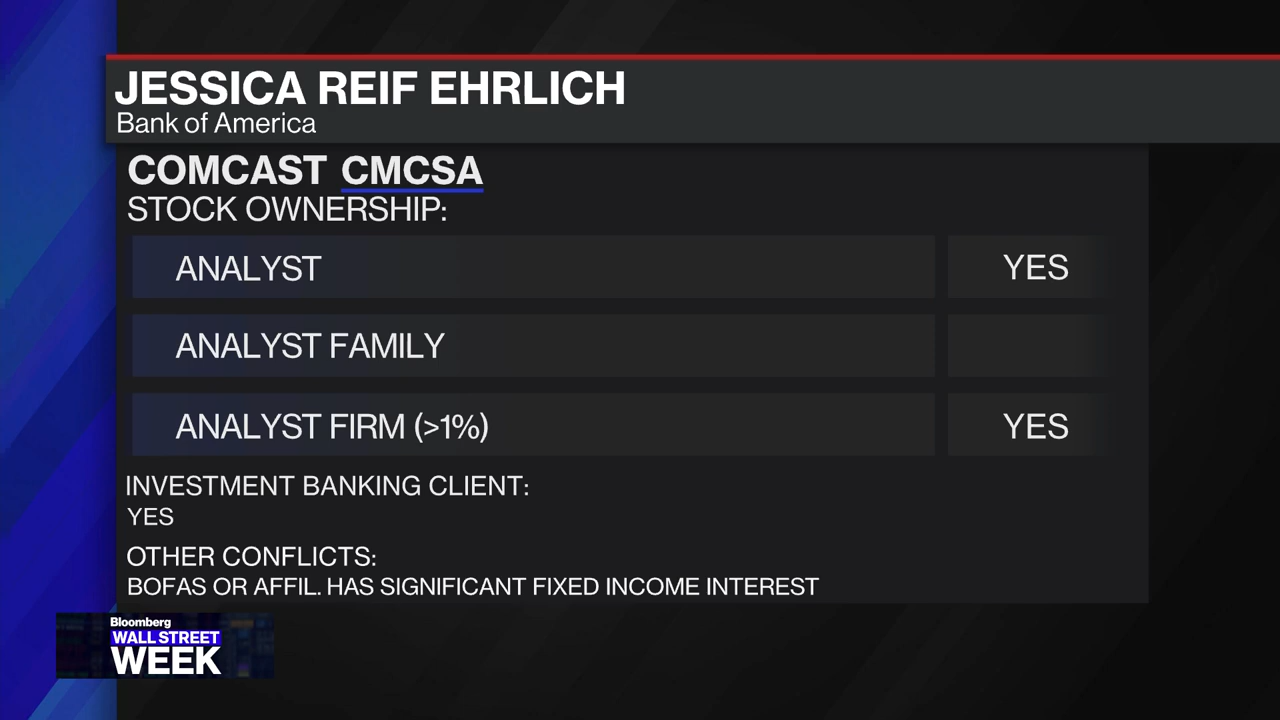 JESSICA REIF EHRLICH
Bank of America
COMCAST CMCSA
STOCK OWNERSHIP:
ANALYST YES
ANALYST FAMILY
ANALYST FIRM (>1%) YES
INVESTMENT BANKING CLIENT:
YES
OTHER CONFLICTS:
BOFAS OR AFFIL. HAS SIGNIFICANT FIXED INCOME INTEREST
Bloomberg
WALL STREET
WEEK